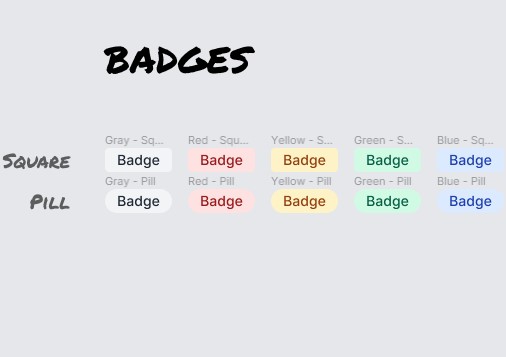 BADGES
Gray - Sq... Red - Squ... Yellow - S... Green - S... Blue - Sq...
SQUARE Badge Badge Badge Badge Badge
Gray - Pill Red - Pill Yellow - Pill Green - Pill Blue - Pill
PILL Badge Badge Badge Badge Badge